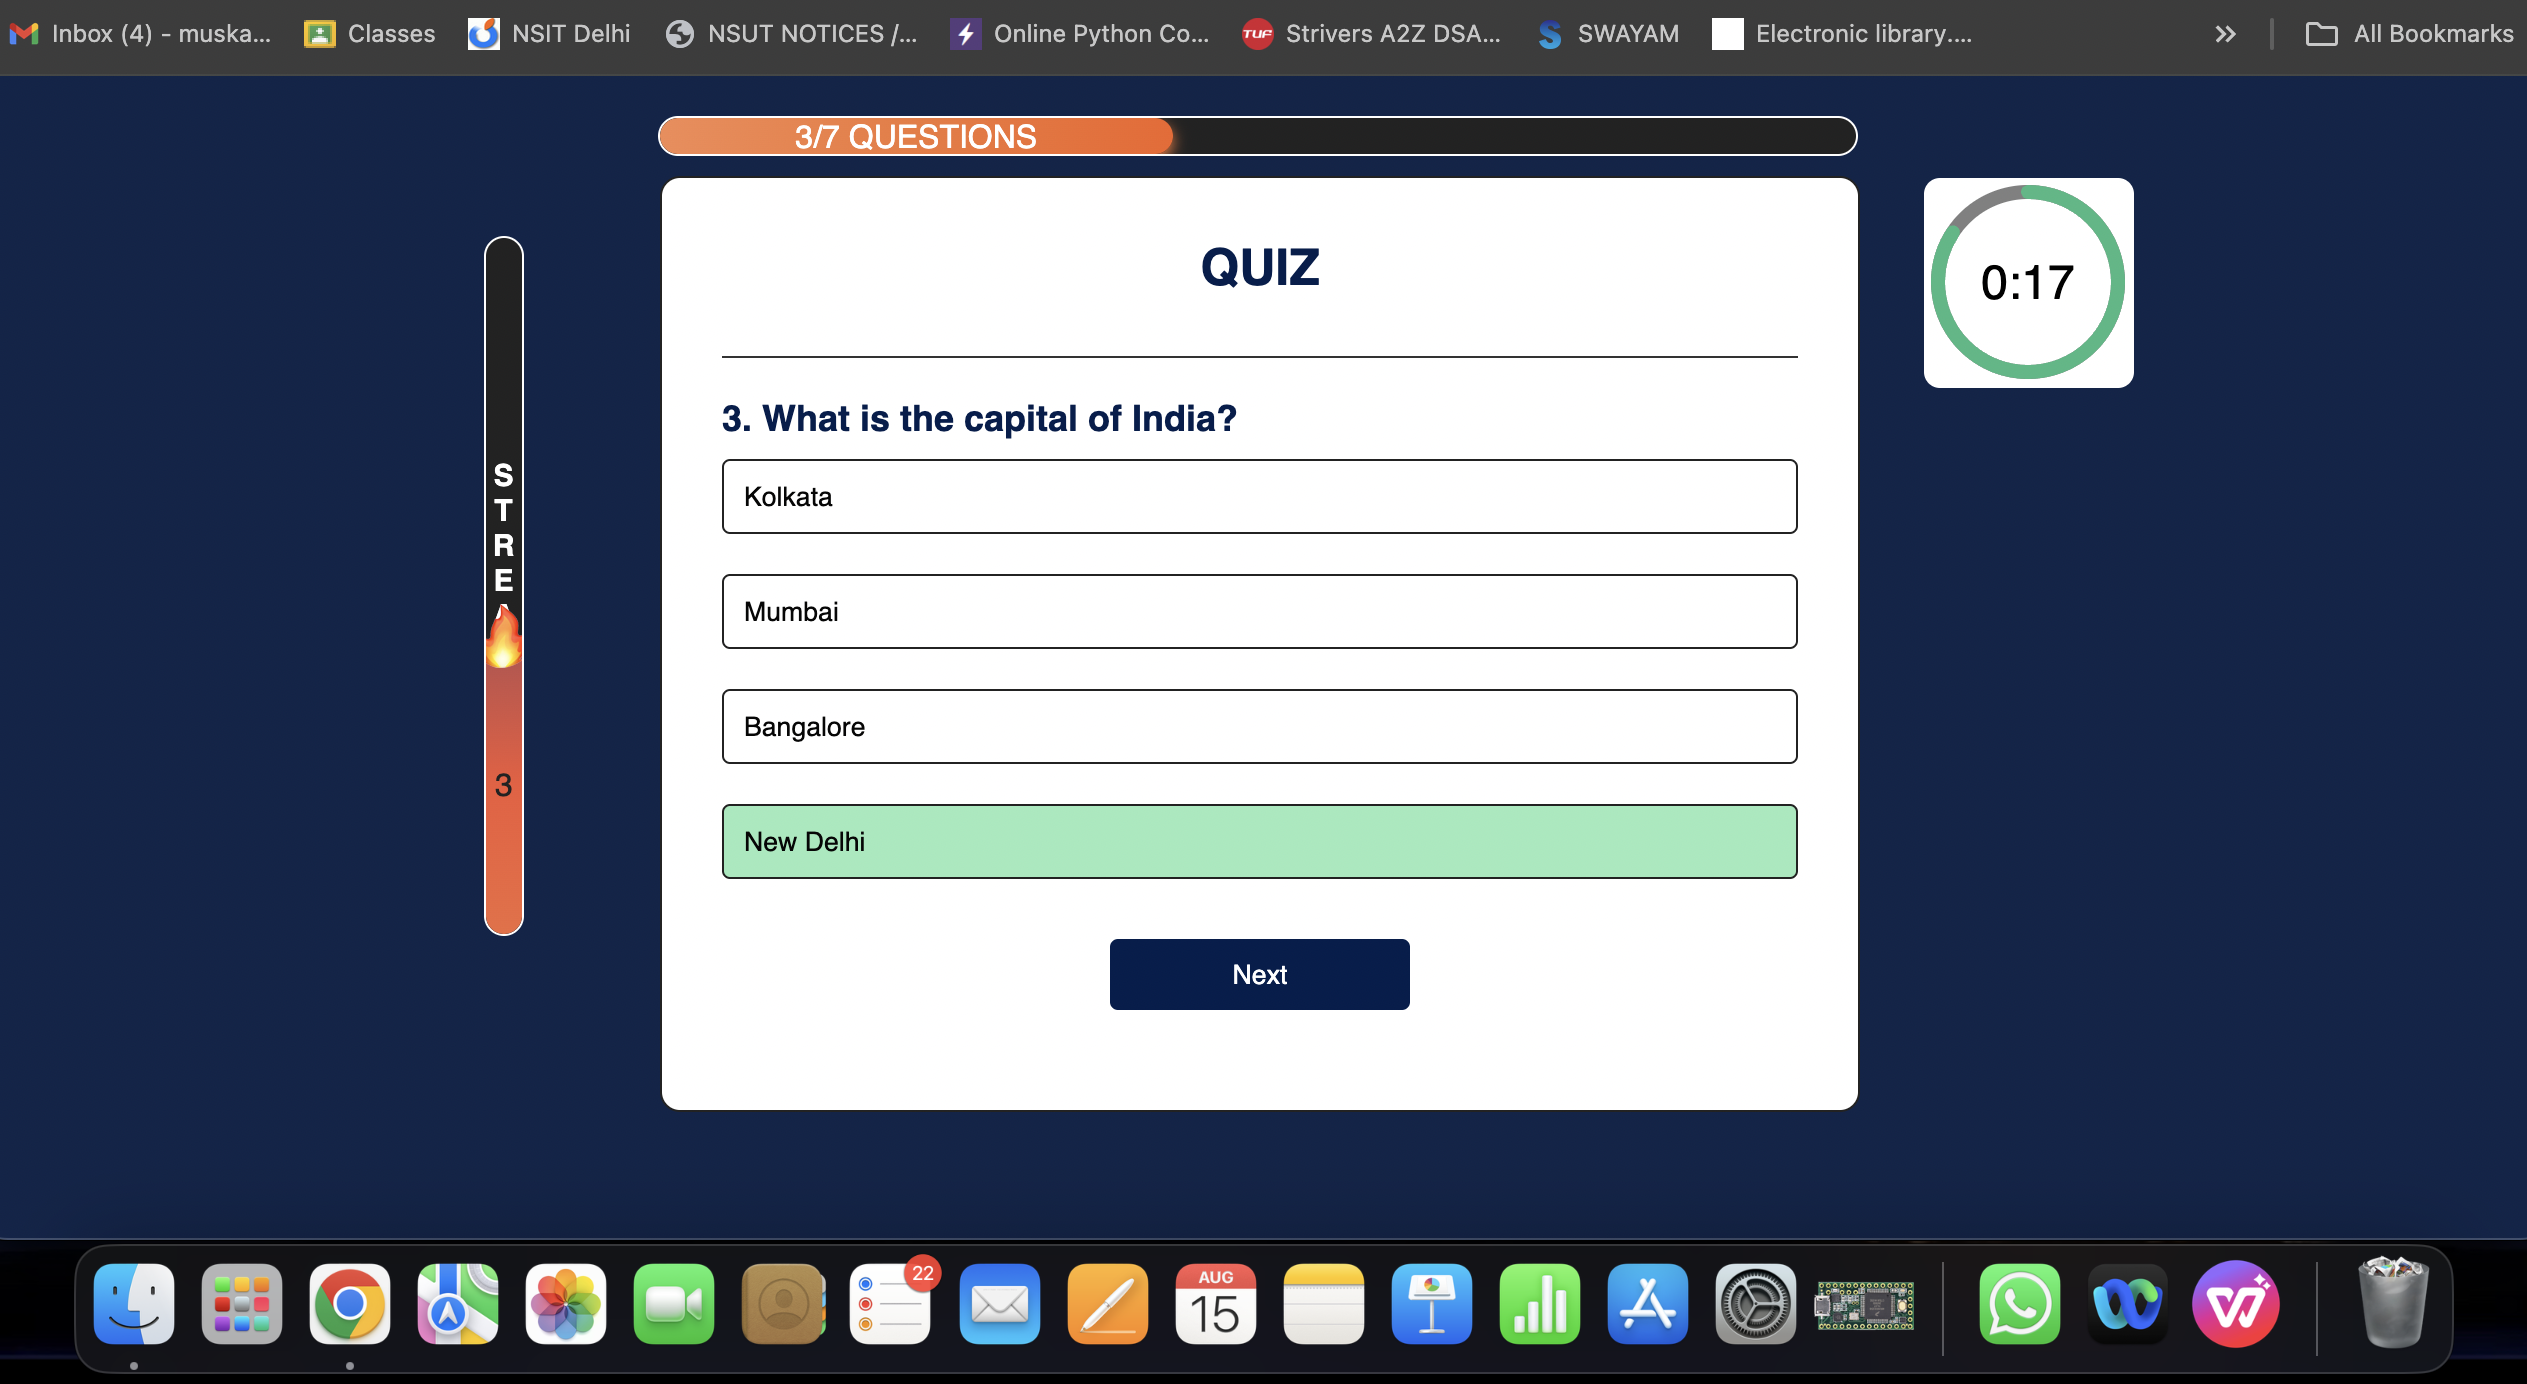 Inbox (4) - muska...
Classes
NSIT Delhi
NSUT NOTICES /...
Online Python Co...
TUF
Strivers A2Z DSA...
SWAYAM
Electronic library....
All Bookmarks
3/7 QUESTIONS
QUIZ
0:17
3. What is the capital of India?
Kolkata
Mumbai
Bangalore
New Delhi
Next
S
T
R
E
A
3
22
AUG
15